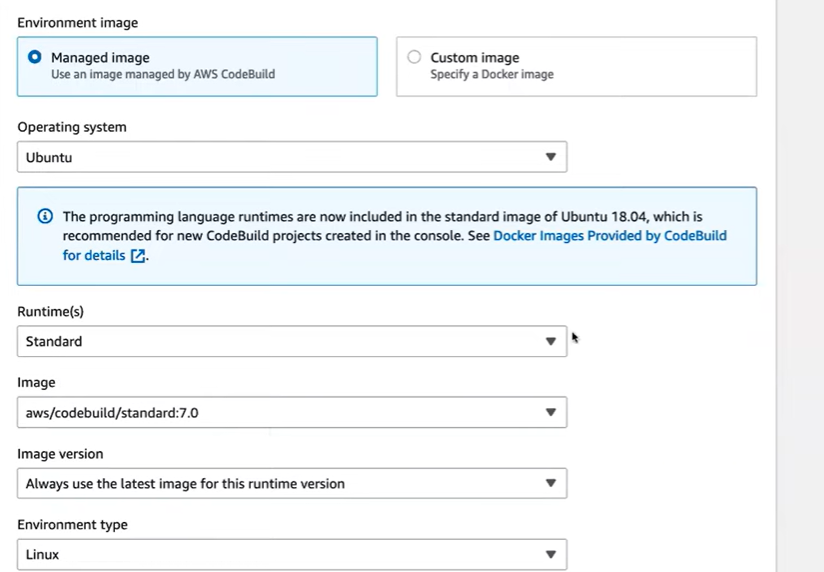 Environment image
Managed image
Use an image managed by AWS CodeBuild
Custom image
Specify a Docker image
Operating system
Ubuntu
The programming language runtimes are now included in the standard image of Ubuntu 18.04, which is
recommended for new CodeBuild projects created in the console. See Docker Images Provided by CodeBuild
for details.
Runtime(s)
Standard
Image
aws/codebuild/standard:7.0
Image version
Always use the latest image for this runtime version
Environment type
Linux